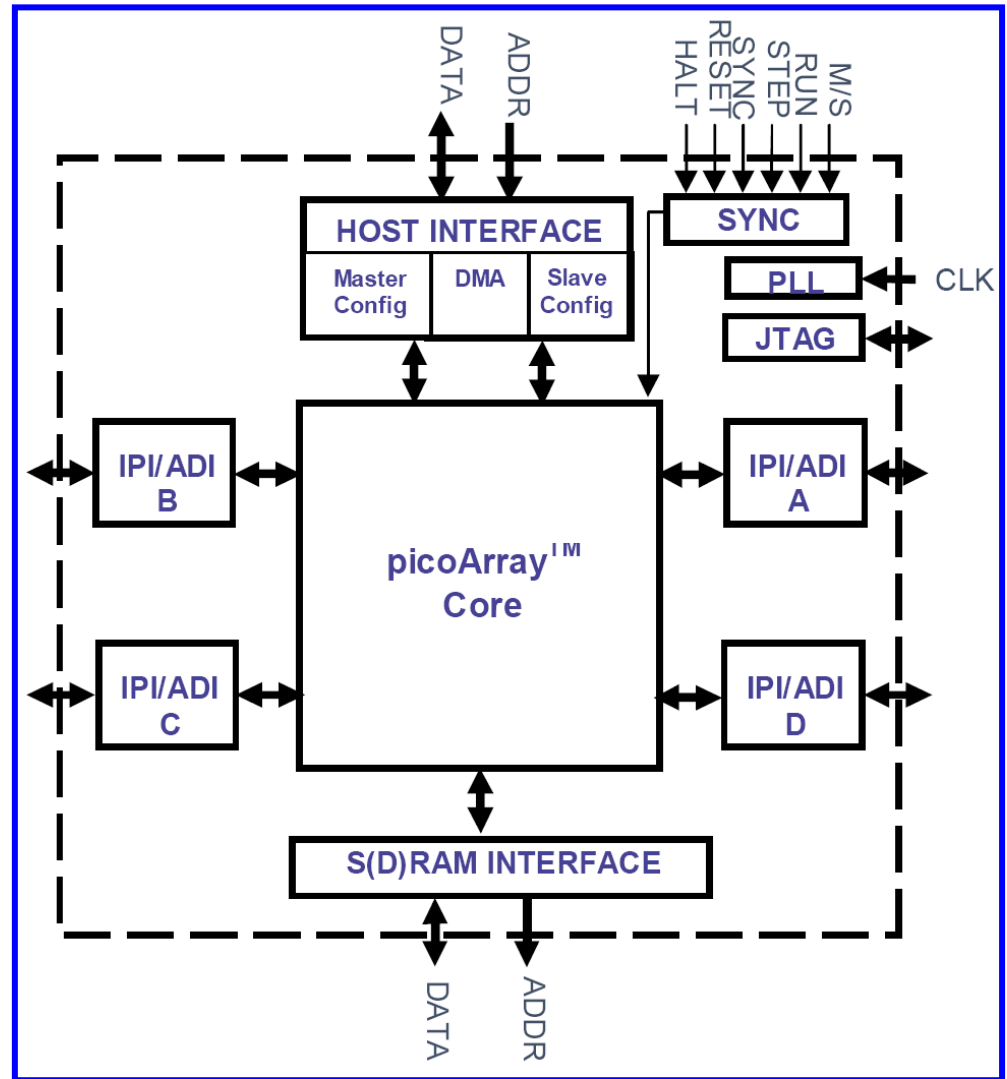 DATA
ADDR
HALT
RESET
SYNC
STEP
RUN
M/S
HOST INTERFACE
Master
Config
DMA
Slave
Config
SYNC
PLL
CLK
JTAG
IPI/ADI
B
IPI/ADI
A
picoArray™
Core
IPI/ADI
C
IPI/ADI
D
S(D)RAM INTERFACE
DATA
ADDR